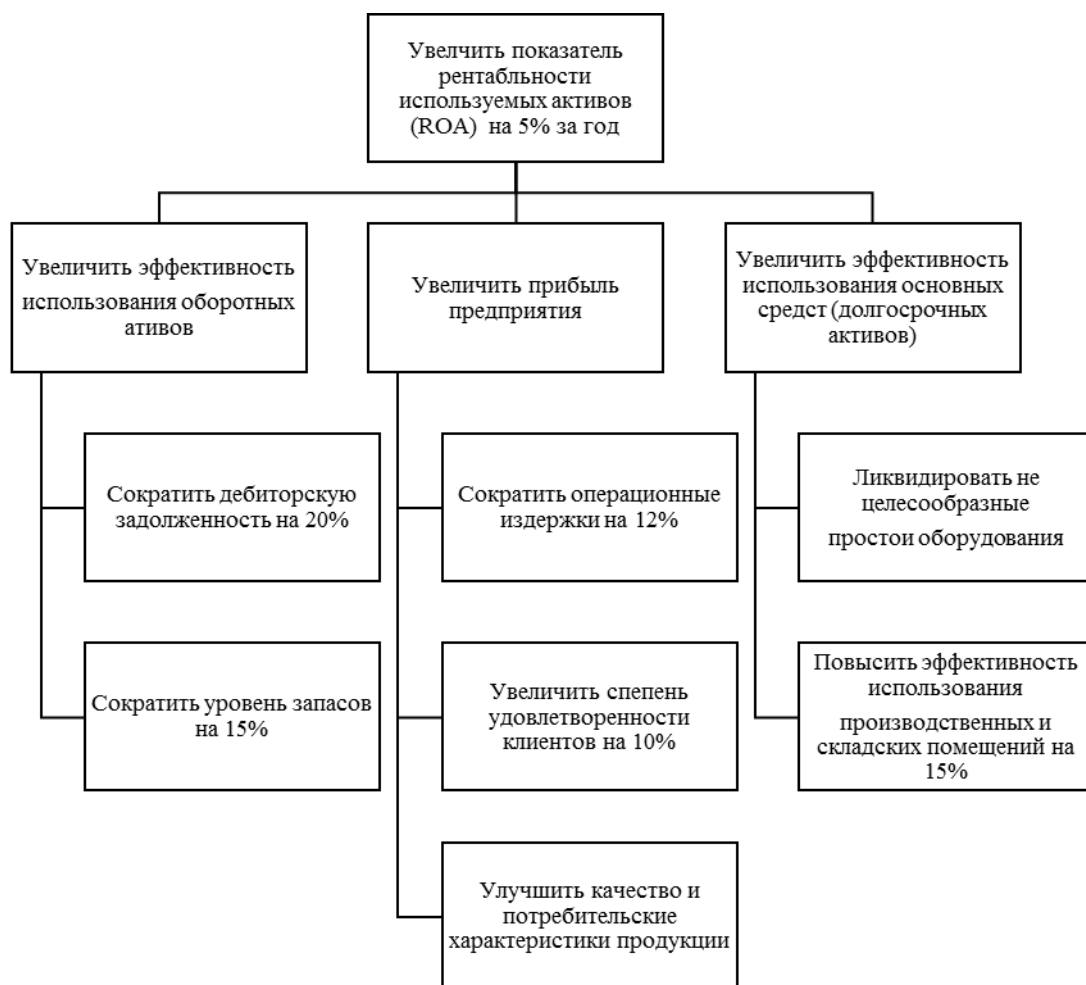 Увелчить показатель
рентабльности
используемых активов
(ROA) на 5% за год
Увеличить эффективность
использования оборотных
ативов
Увеличить прибыль
предприятия
Увеличить эффективность
использования основных
средст (долгосрочных
активов)
Сократить дебиторскую
задолженность на 20%
Сократить операционные
издержки на 12%
Ликвидировать не
целесообразные
простои оборудования
Сократить уровень запасов
на 15%
Увеличить спепень
удовлетворенности
клиентов на 10%
Повысить эффективность
использования
производственных и
складских помещений на
15%
Улучшить качество и
потребительские
характеристики продукции